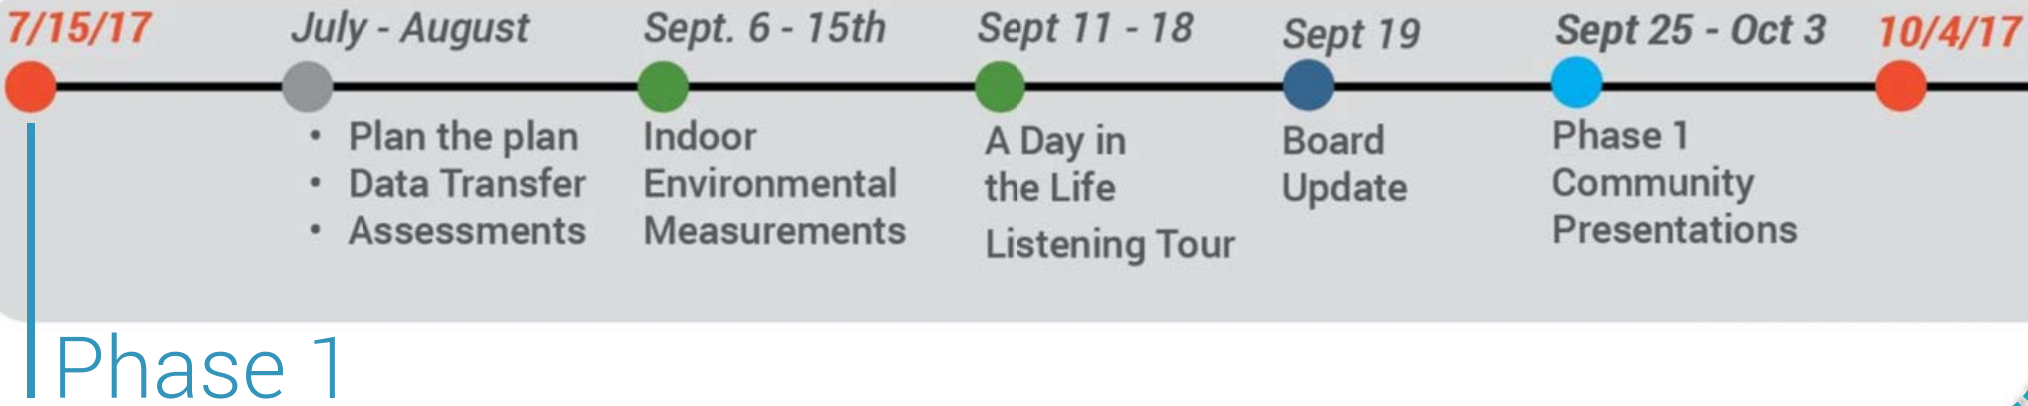 7/15/17
July - August
• Plan the plan
• Data Transfer
• Assessments
Sept. 6 - 15th
Indoor
Environmental
Measurements
Sept 11 - 18
A Day in
the Life
Listening Tour
Sept 19
Board
Update
Sept 25 - Oct 3
Phase 1
Community
Presentations
10/4/17
Phase 1